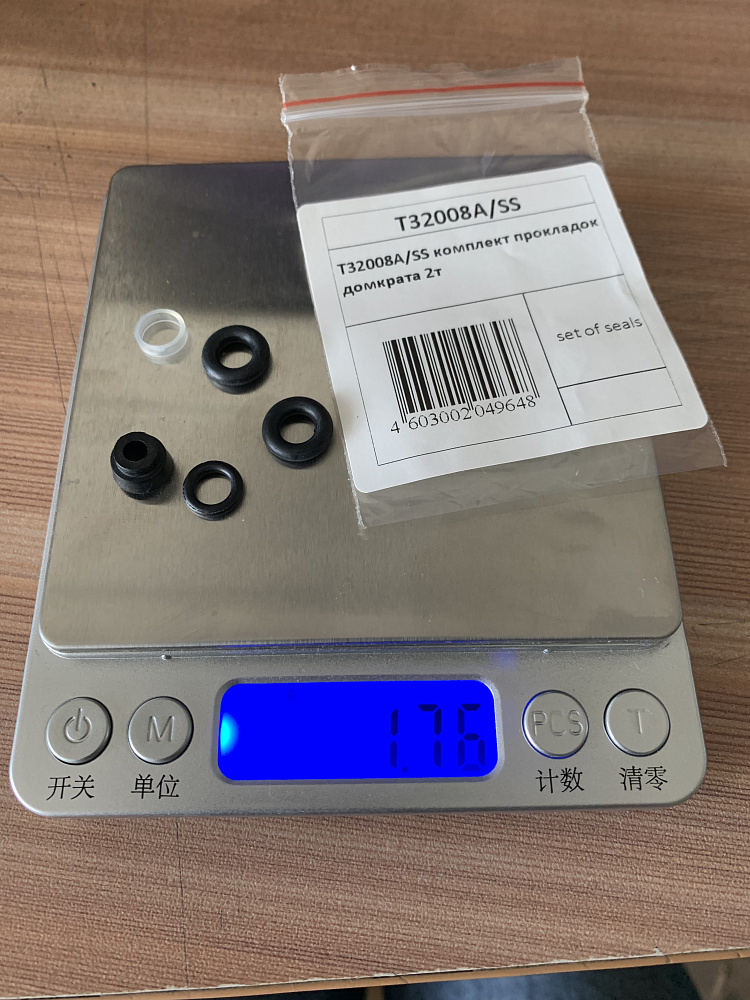 T32008A/SS
T32008A/SS комплект прокладок
домкрата 2т
set of seals
4 603002 049648
1.76
M
PCS
T
开关
单位
计数
清零